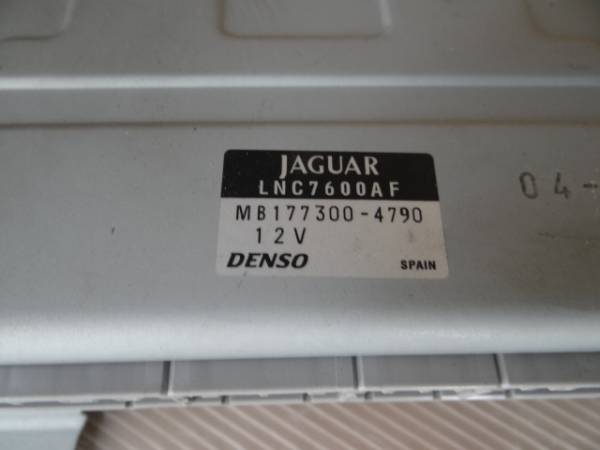 JAGUAR
LNC7600AF
MB177300-4790
12V
DENSO SPAIN
04-